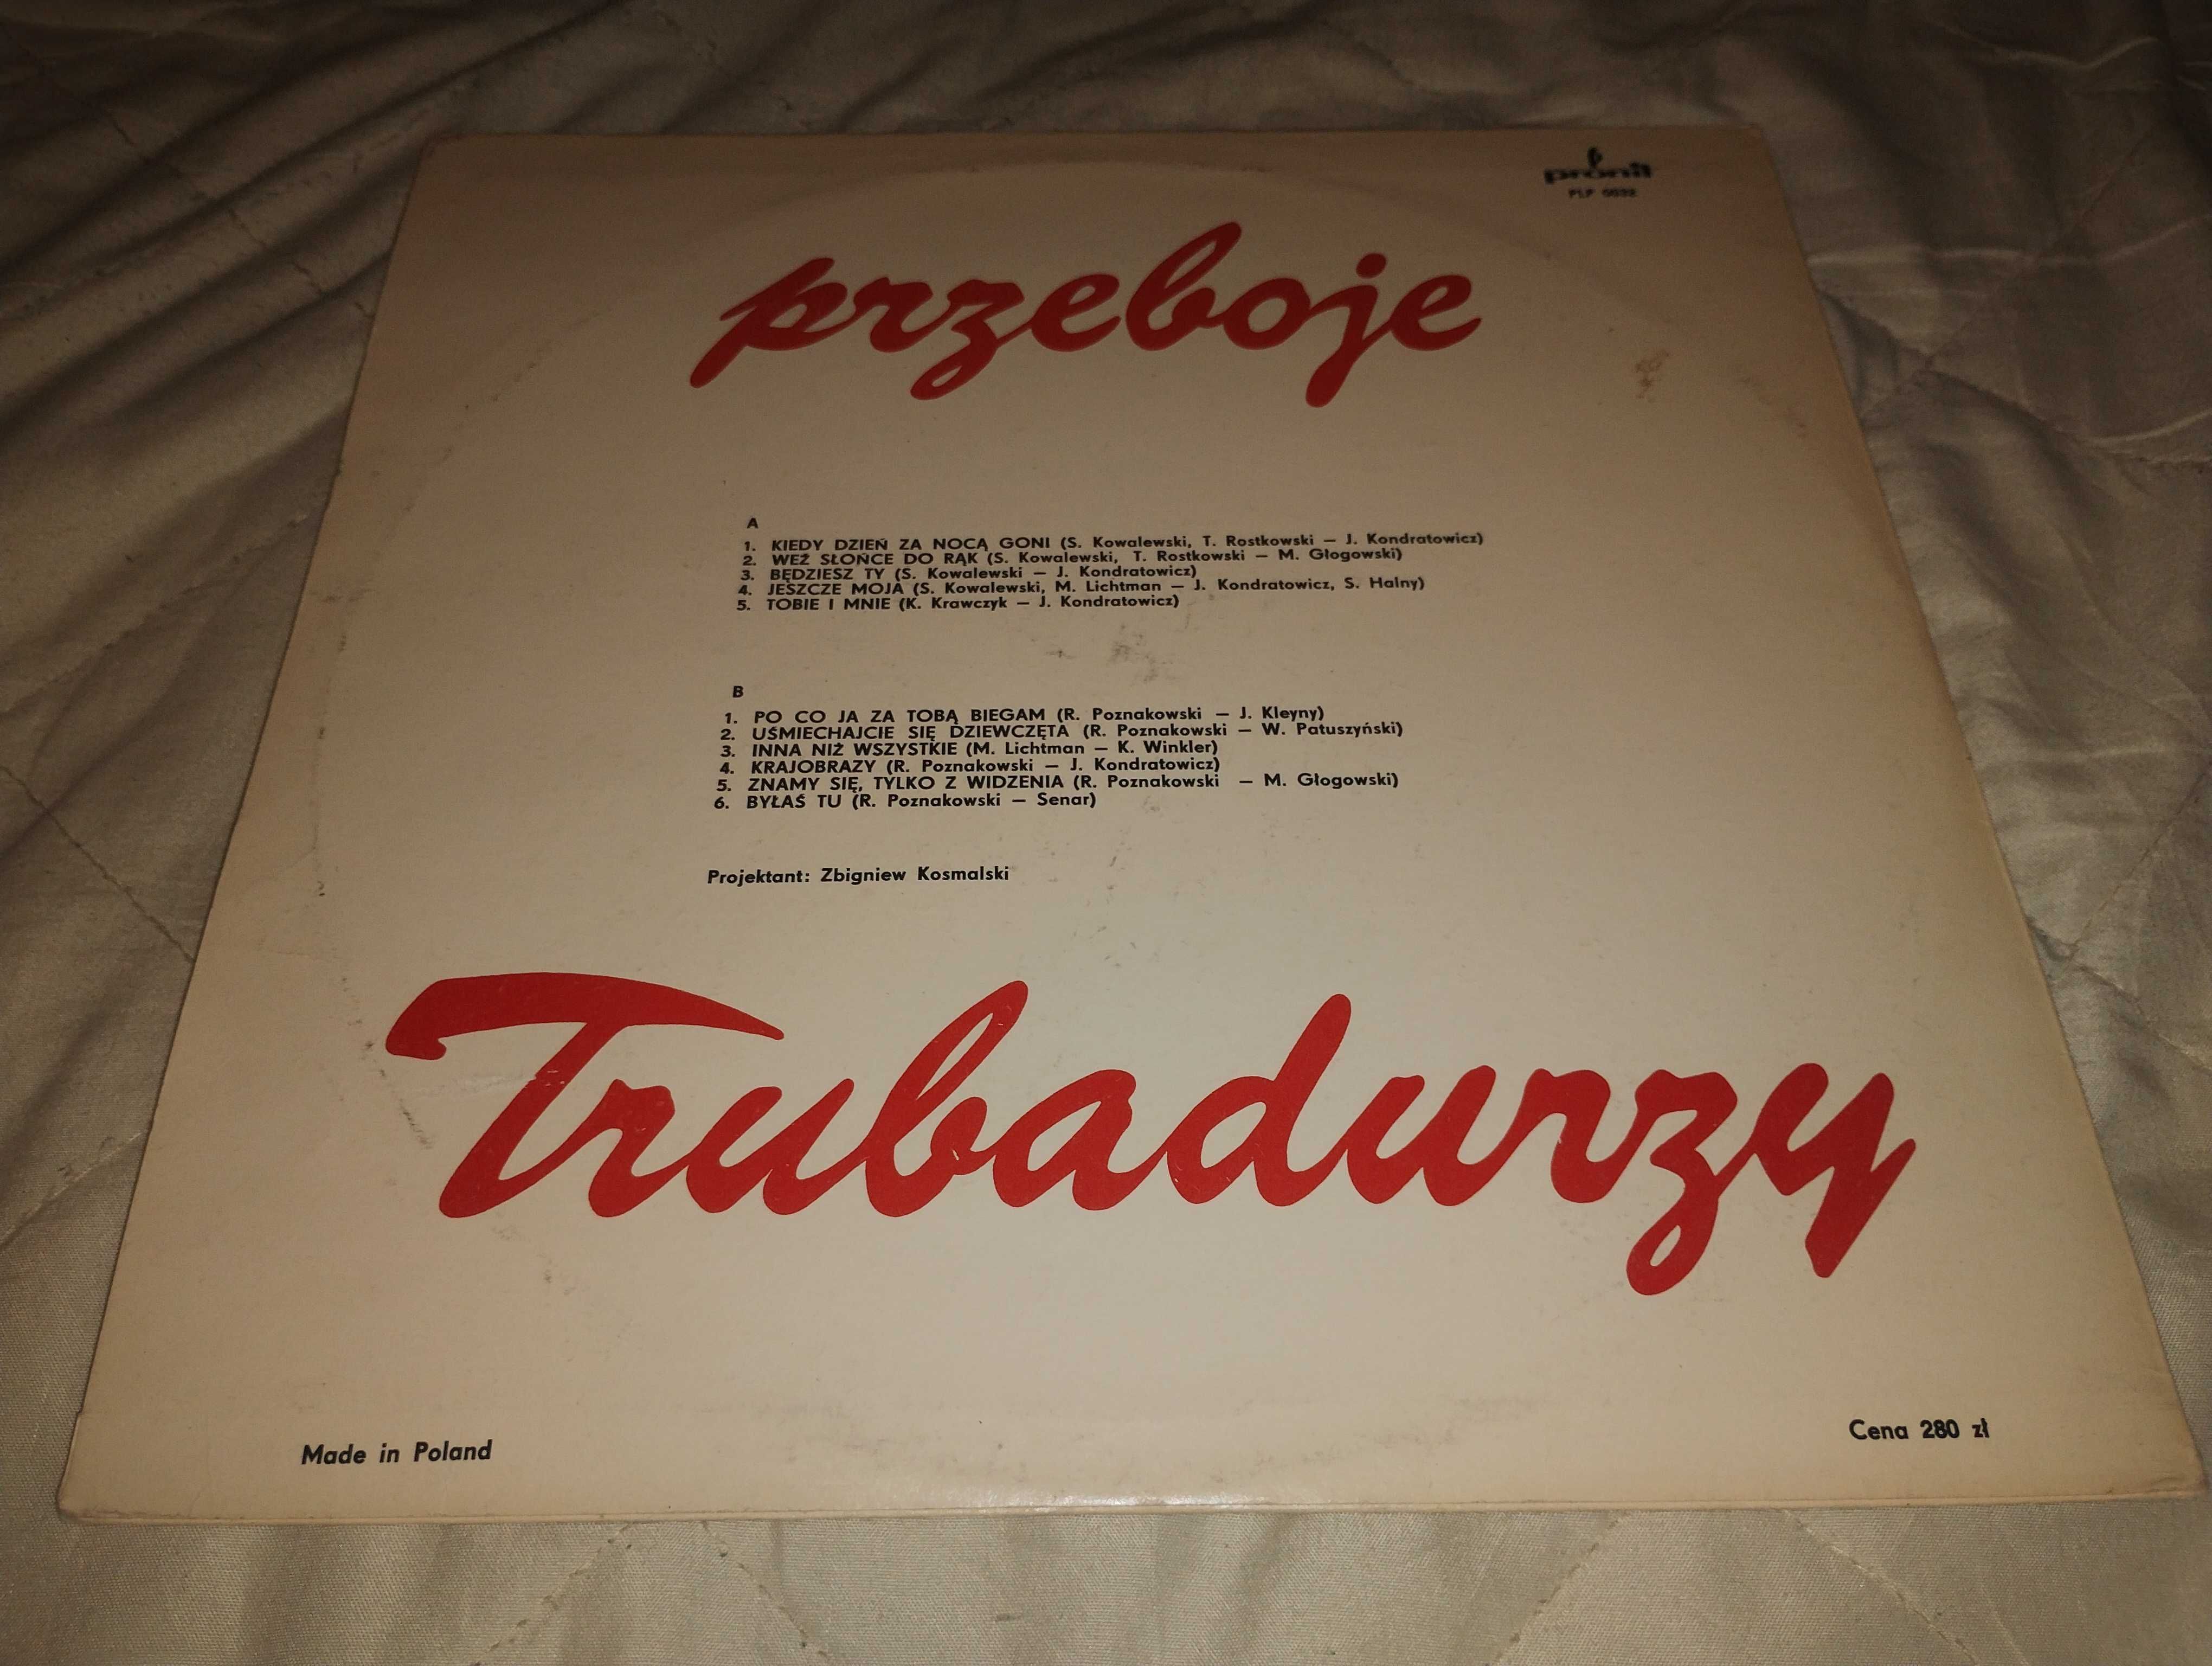 pronit
PLP 0032
przeboje
A
1. KIEDY DZIEŃ ZA NOCĄ GONI (S. Kowalewski, T. Rostkowski — J. Kondratowicz)
2. WEŹ SŁOŃCE DO RĄK (S. Kowalewski, T. Rostkowski — M. Głogowski)
3. BĘDZIESZ TY (S. Kowalewski — J. Kondratowicz)
4. JESZCZE MOJA (S. Kowalewski, M. Lichtman — J. Kondratowicz, S. Halny)
5. TOBIE I MNIE (K. Krawczyk — J. Kondratowicz)
B
1. PO CO JA ZA TOBĄ BIEGAM (R. Poznakowski — J. Kleyny)
2. UŚMIECHAJCIE SIĘ DZIEWCZĘTA (R. Poznakowski — W. Patuszyński)
3. INNA NIŻ WSZYSTKIE (M. Lichtman — K. Winkler)
4. KRAJOBRAZY (R. Poznakowski — J. Kondratowicz)
5. ZNAMY SIĘ, TYLKO Z WIDZENIA (R. Poznakowski — M. Głogowski)
6. BYŁAŚ TU (R. Poznakowski — Senar)
Projektant: Zbigniew Kosmalski
Trubadurzy
Made in Poland
Cena 280 zł